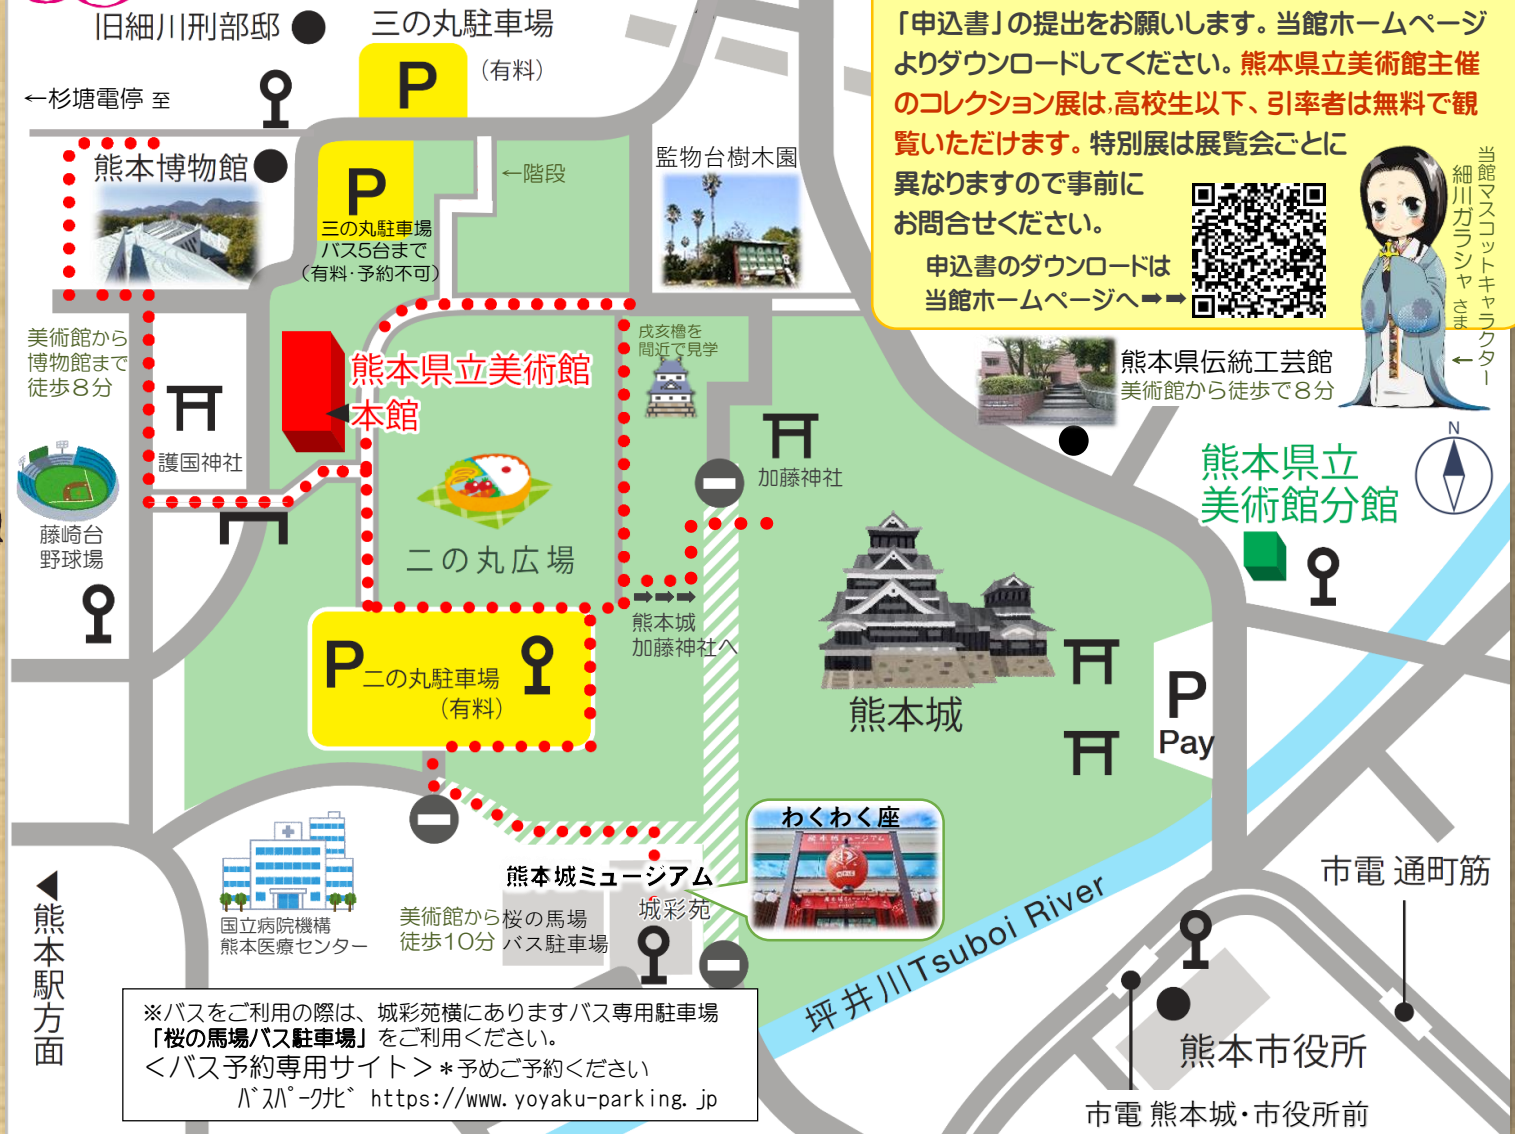 旧細川刑部邸
三の丸駐車場
P
(有料)
←杉塘電停 至
熊本博物館
P
三の丸駐車場
バス5台まで
(有料・予約不可)
←階段
監物台樹木園
「申込書」の提出をお願いします。当館ホームページ
よりダウンロードしてください。熊本県立美術館主催
のコレクション展は、高校生以下、引率者は無料で観
覧いただけます。特別展は展覧会ごとに
異なりますので事前に
お問合せください。
申込書のダウンロードは
当館ホームページへ➡➡
当館マスコットキャラクター
細川ガラシャ さま
←
美術館から
博物館まで
徒歩8分
護国神社
藤崎台
野球場
熊本県立美術館
本館
戌亥櫓を
間近で見学
加藤神社
熊本県伝統工芸館
美術館から徒歩で8分
N
熊本県立
美術館分館
二の丸広場
➡➡➡
熊本城
加藤神社へ
P 二の丸駐車場
(有料)
熊本城
P
Pay
わくわく座
熊本城ミュージアム
熊本城ミュージアム
城彩苑
美術館から
徒歩10分
桜の馬場
バス駐車場
国立病院機構
熊本医療センター
◀熊本駅方面
坪井川Tsuboi River
市電 通町筋
熊本市役所
市電 熊本城・市役所前
※バスをご利用の際は、城彩苑横にありますバス専用駐車場
「桜の馬場バス駐車場」をご利用ください。
＜バス予約専用サイト＞＊予めご予約ください
ﾊﾞｽﾊﾟｰｸﾅﾋﾞ https://www.yoyaku-parking.jp